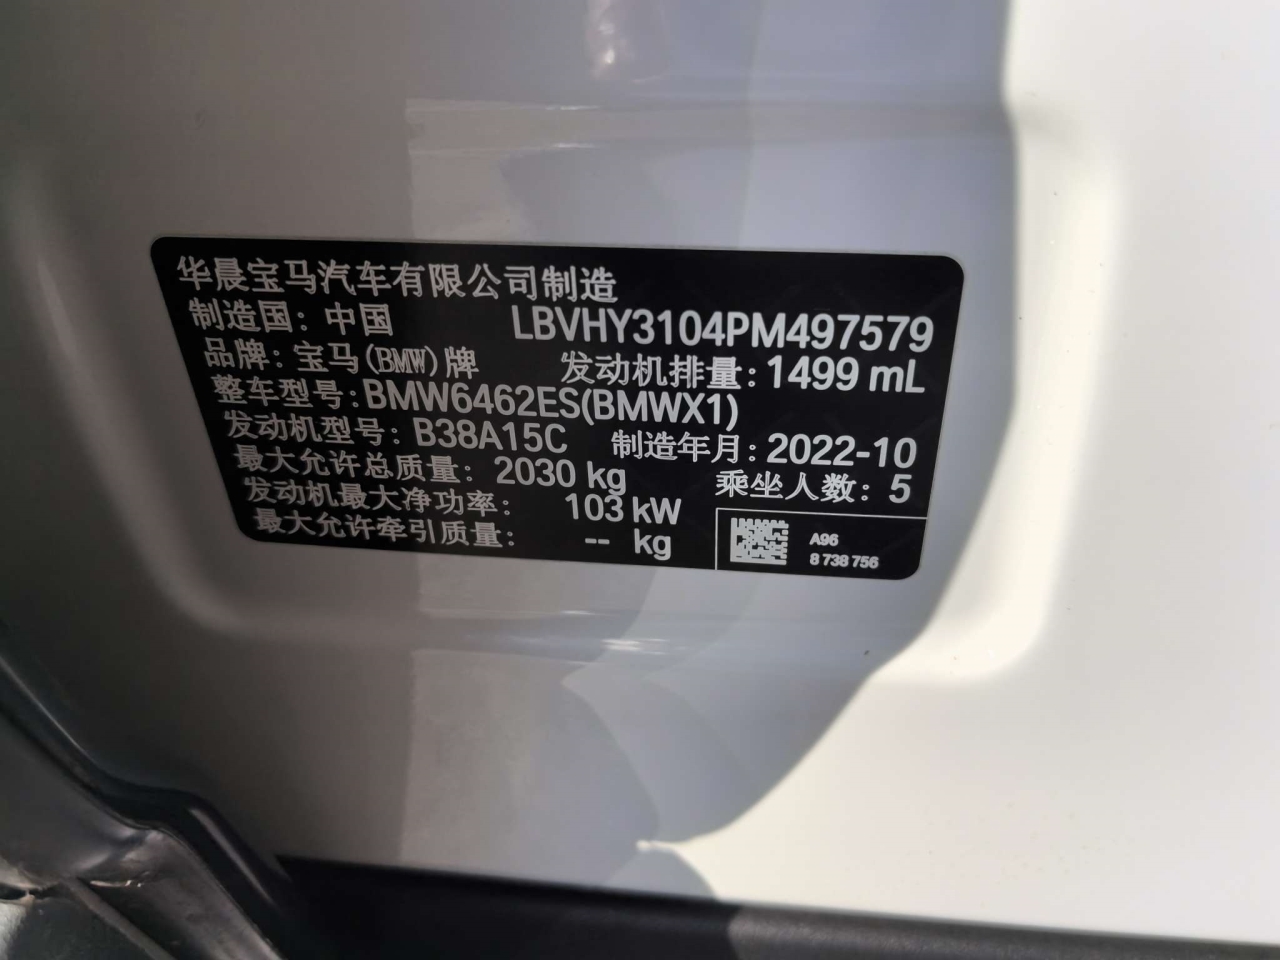 华晨宝马汽车有限公司制造
制造国：中国 LBVHY3104PM497579
品牌：宝马(BMW)牌 发动机排量：1499 mL
整车型号：BMW6462ES(BMWX1)
发动机型号：B38A15C 制造年月：2022-10
最大允许总质量：2030 kg 乘坐人数：5
发动机最大净功率：103 kW
最大允许牵引质量：-- kg
A96
8 738 756